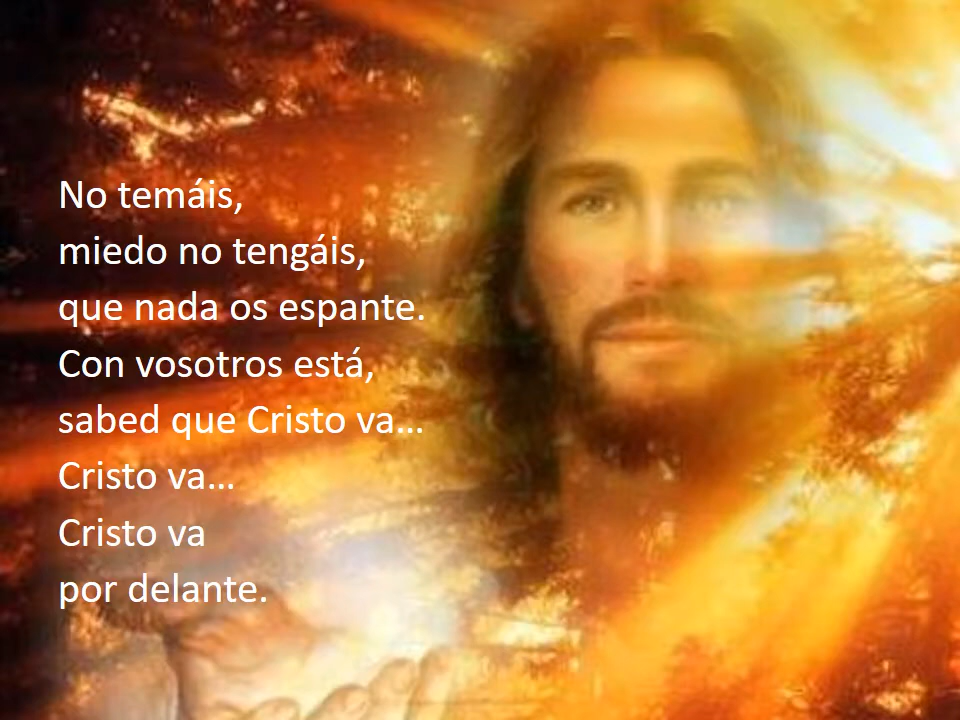 No temáis,
miedo no tengáis,
que nada os espante.
Con vosotros está,
sabed que Cristo va…
Cristo va…
Cristo va
por delante.